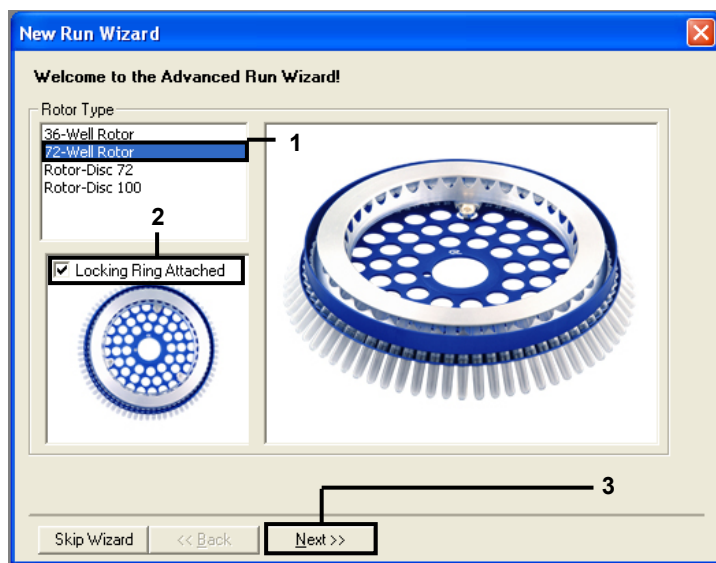 New Run Wizard
Welcome to the Advanced Run Wizard!
Rotor Type
36-Well Rotor
72-Well Rotor
Rotor-Disc 72
Rotor-Disc 100
1
2
Locking Ring Attached
3
Skip Wizard
<< Back
Next >>